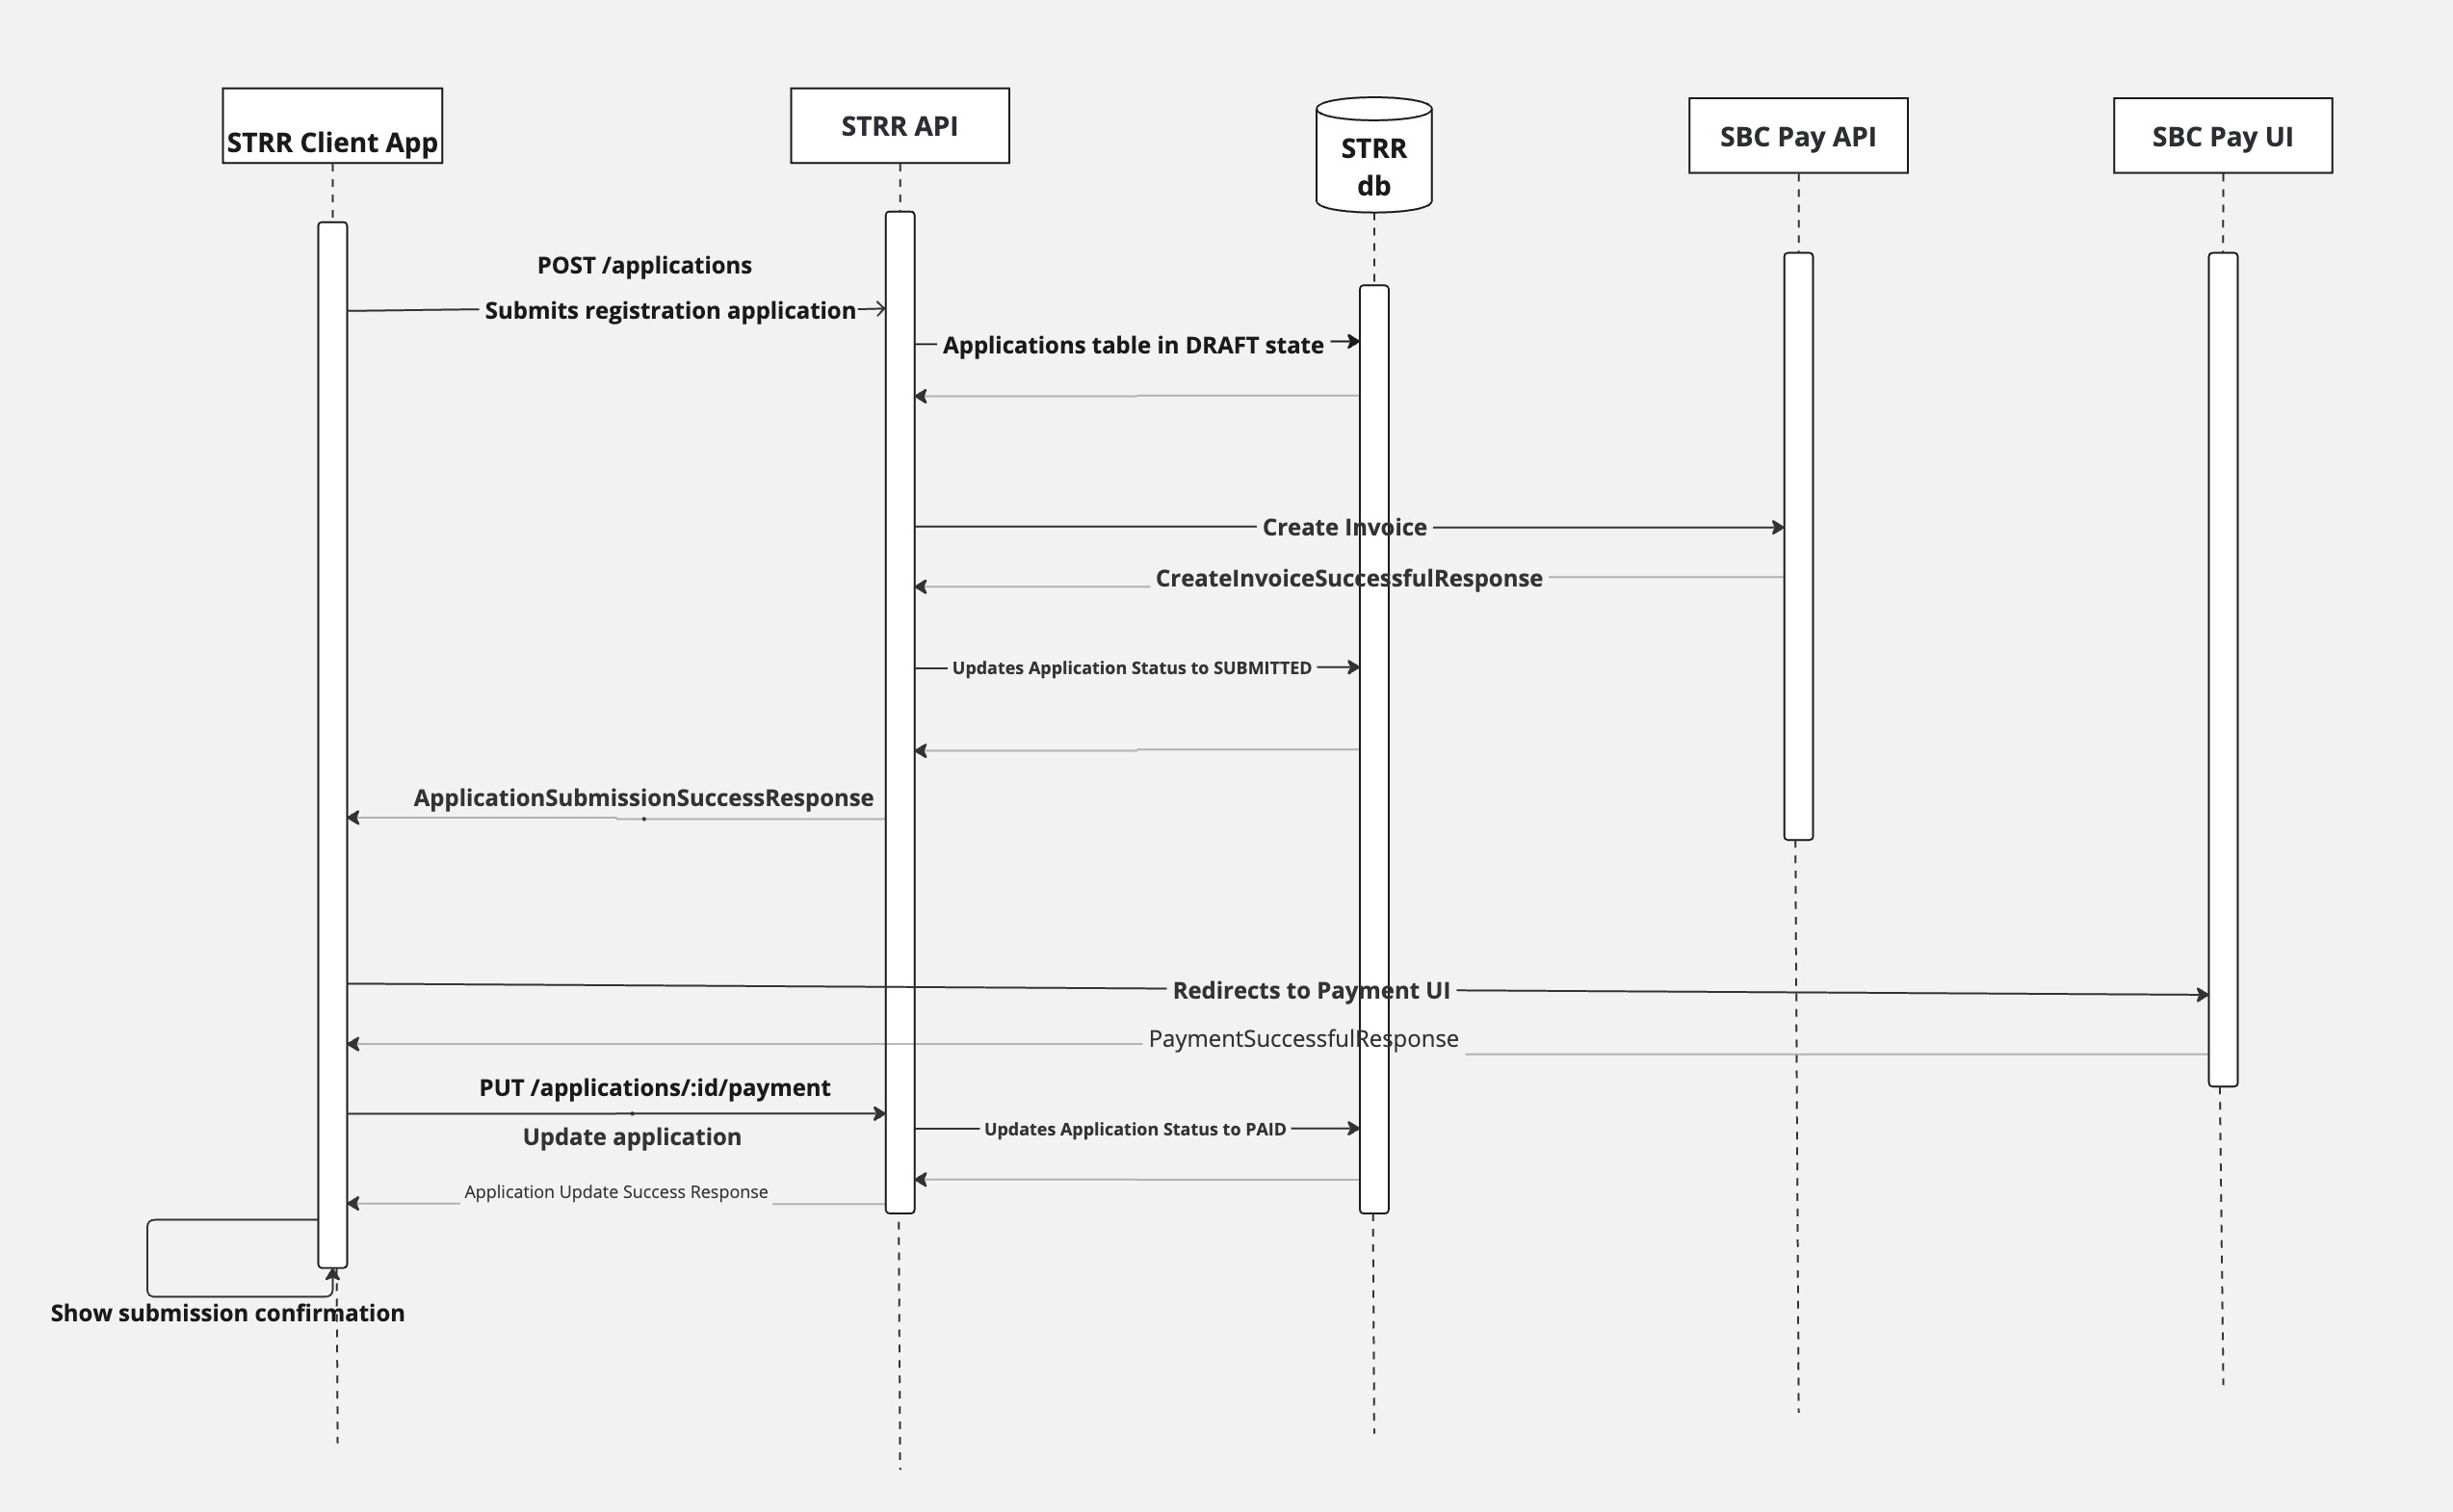 STRR Client App
STRR API
STRR
db
SBC Pay API
SBC Pay UI
POST /applications
Submits registration application
Applications table in DRAFT state
Create Invoice
CreateInvoiceSuccessfulResponse
Updates Application Status to SUBMITTED
ApplicationSubmissionSuccessResponse
Redirects to Payment UI
PaymentSuccessfulResponse
PUT /applications/:id/payment
Update application
Updates Application Status to PAID
Application Update Success Response
Show submission confirmation